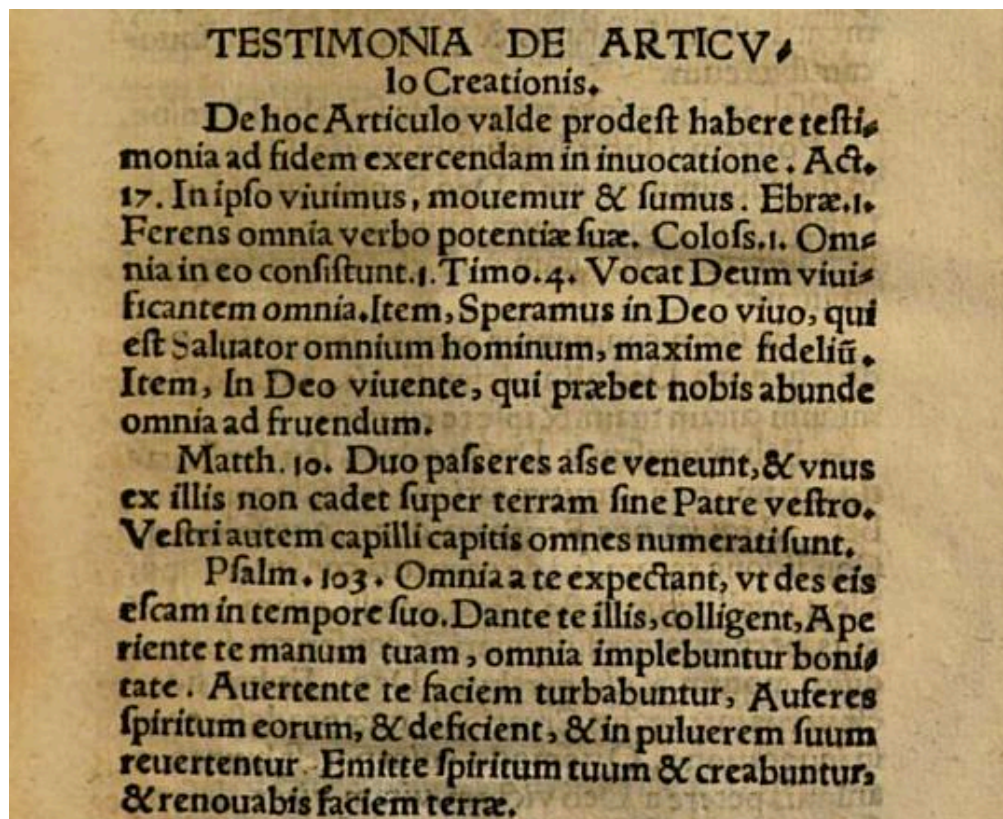 TESTIMONIA DE ARTICV⸗
lo Creationis.
De hoc Articulo valde prodeſt habere teſti⸗
monia ad fidem exercendam in inuocatione. Act.
17. In ipſo viuimus, mouemur & ſumus. Ebræ.1.
Ferens omnia verbo potentiæ ſuæ. Coloſs.1. Om⸗
nia in eo conſiſtunt.1. Timo.4. Vocat Deum viui⸗
ficantem omnia. Item, Speramus in Deo viuo, qui
eſt Saluator omnium hominum, maxime fideliũ.
Item, In Deo viuente, qui præbet nobis abunde
omnia ad fruendum.
Matth. 10. Duo paſseres aſse veneunt, & vnus
ex illis non cadet ſuper terram ſine Patre veſtro.
Veſtri autem capilli capitis omnes numerati ſunt.
Pſalm. 103. Omnia a te expectant, vt des eis
eſcam in tempore ſuo. Dante te illis, colligent, Ape
riente te manum tuam, omnia implebuntur boni⸗
tate. Auertente te faciem turbabuntur, Auferes
ſpiritum eorum, & deficient, & in puluerem ſuum
reuertentur. Emitte ſpiritum tuum & creabuntur,
& renouabis faciem terræ.